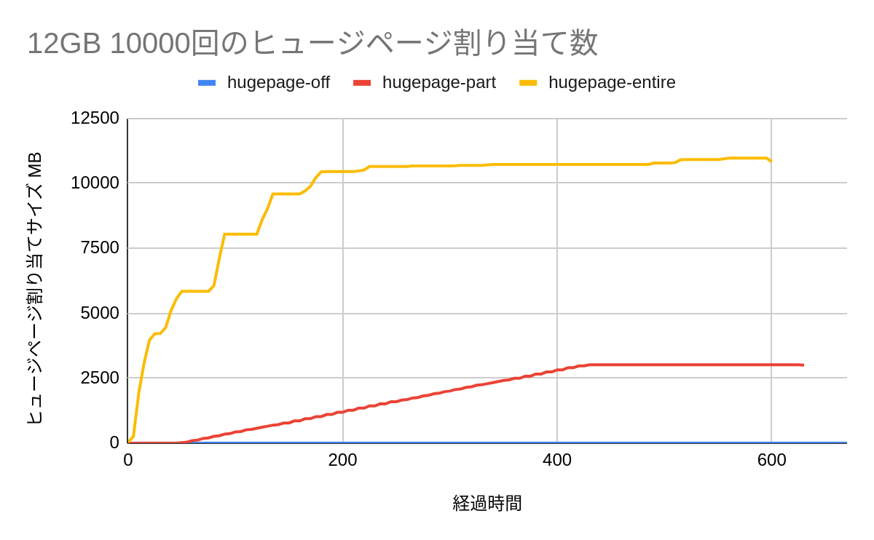 12GB 10000回のヒュージページ割り当て数
hugepage-off hugepage-part hugepage-entire
ヒュージページ割り当てサイズ MB
12500
10000
7500
5000
2500
0
0 200 400 600
経過時間